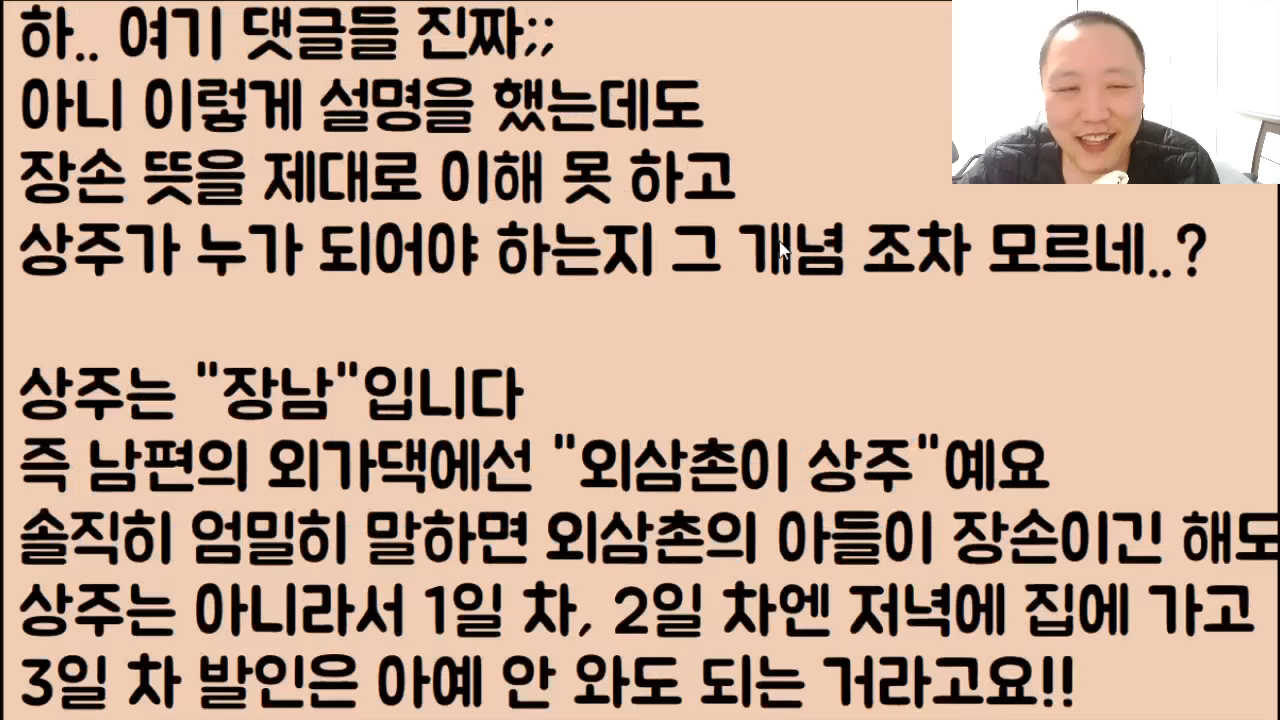 하.. 여기 댓글들 진짜;;
아니 이렇게 설명을 했는데도
장손 뜻을 제대로 이해 못 하고
상주가 누가 되어야 하는지 그 개념 조차 모르네..?
상주는 "장남"입니다
즉 남편의 외가댁에선 "외삼촌이 상주"예요
솔직히 엄밀히 말하면 외삼촌의 아들이 장손이긴 해도
상주는 아니라서 1일 차, 2일 차엔 저녁에 집에 가고
3일 차 발인은 아예 안 와도 되는 거라고요!!